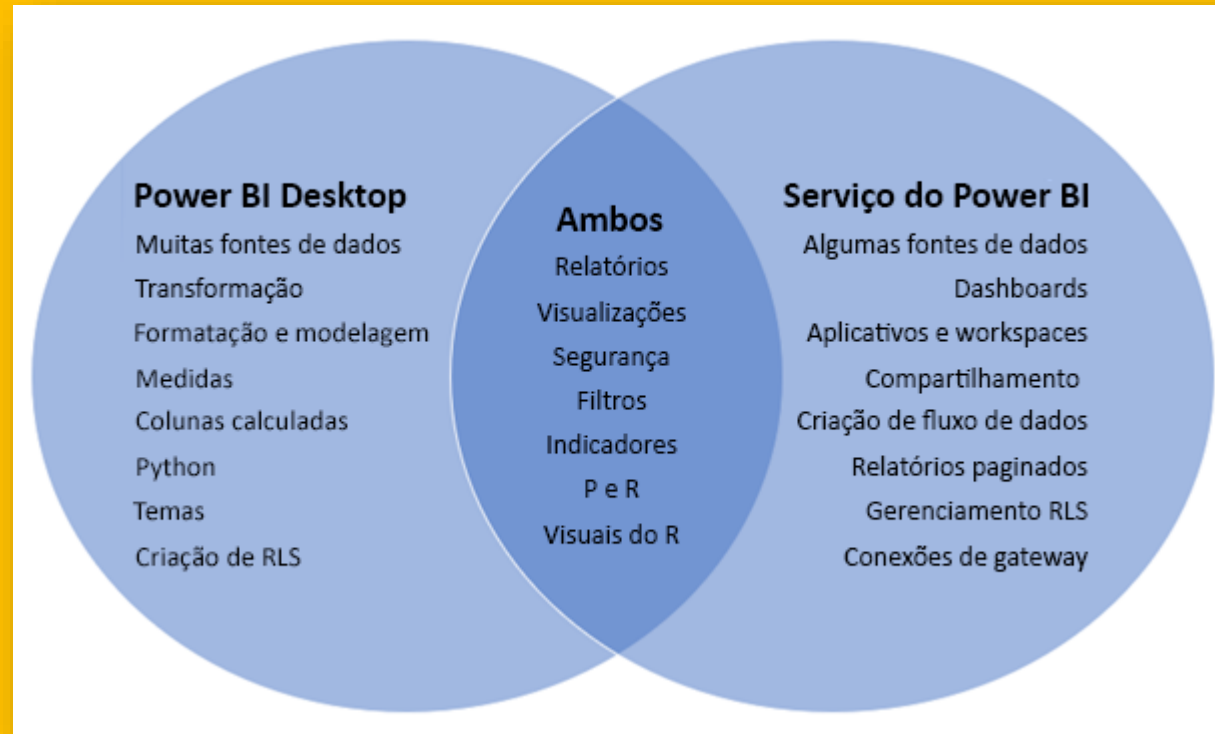 Power BI Desktop
Muitas fontes de dados
Transformação
Formatação e modelagem
Medidas
Colunas calculadas
Python
Temas
Criação de RLS
Ambos
Relatórios
Visualizações
Segurança
Filtros
Indicadores
P e R
Visuais do R
Serviço do Power BI
Algumas fontes de dados
Dashboards
Aplicativos e workspaces
Compartilhamento
Criação de fluxo de dados
Relatórios paginados
Gerenciamento RLS
Conexões de gateway